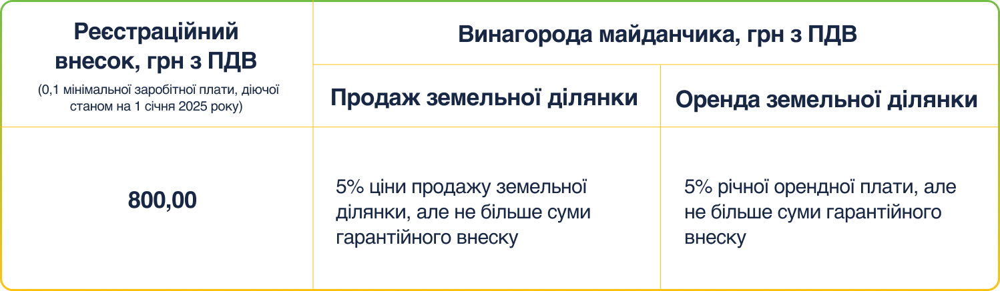 Реєстраційний
внесок, грн з ПДВ
(0,1 мінімальної заробітної плати, діючої
станом на 1 січня 2025 року)
Винагорода майданчика, грн з ПДВ
Продаж земельної ділянки
Оренда земельної ділянки
800,00
5% ціни продажу земельної
ділянки, але не більше суми
гарантійного внеску
5% річної орендної плати, але
не більше суми гарантійного
внеску